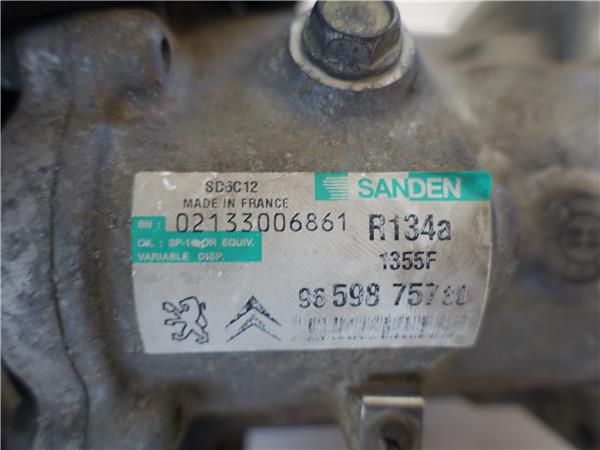 SD6C12
SANDEN
MADE IN FRANCE
SN : 02133006861
R134a
OIL : SP-10 OR EQUIV.
VARIABLE DISP.
1355F
96 598 757 80